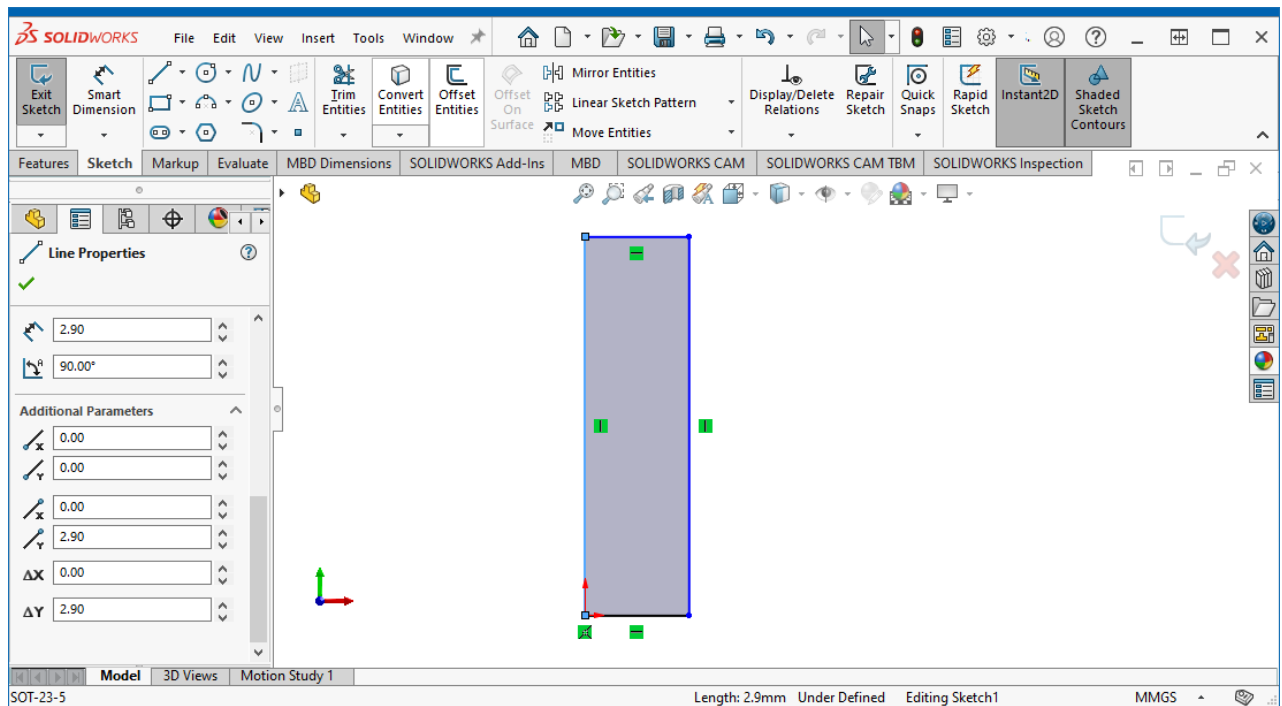 SOLIDWORKS File Edit View Insert Tools Window
Exit Sketch
Smart Dimension
Trim Entities
Convert Entities
Offset Entities
Offset On Surface
Mirror Entities
Linear Sketch Pattern
Move Entities
Display/Delete Relations
Repair Sketch
Quick Snaps
Rapid Sketch
Instant2D
Shaded Sketch Contours
Features Sketch Markup Evaluate MBD Dimensions SOLIDWORKS Add-Ins MBD SOLIDWORKS CAM SOLIDWORKS CAM TBM SOLIDWORKS Inspection
Line Properties
2.90
90.00°
Additional Parameters
X 0.00
Y 0.00
X 0.00
Y 2.90
ΔX 0.00
ΔY 2.90
Model 3D Views Motion Study 1
SOT-23-5 Length: 2.9mm Under Defined Editing Sketch1 MMGS